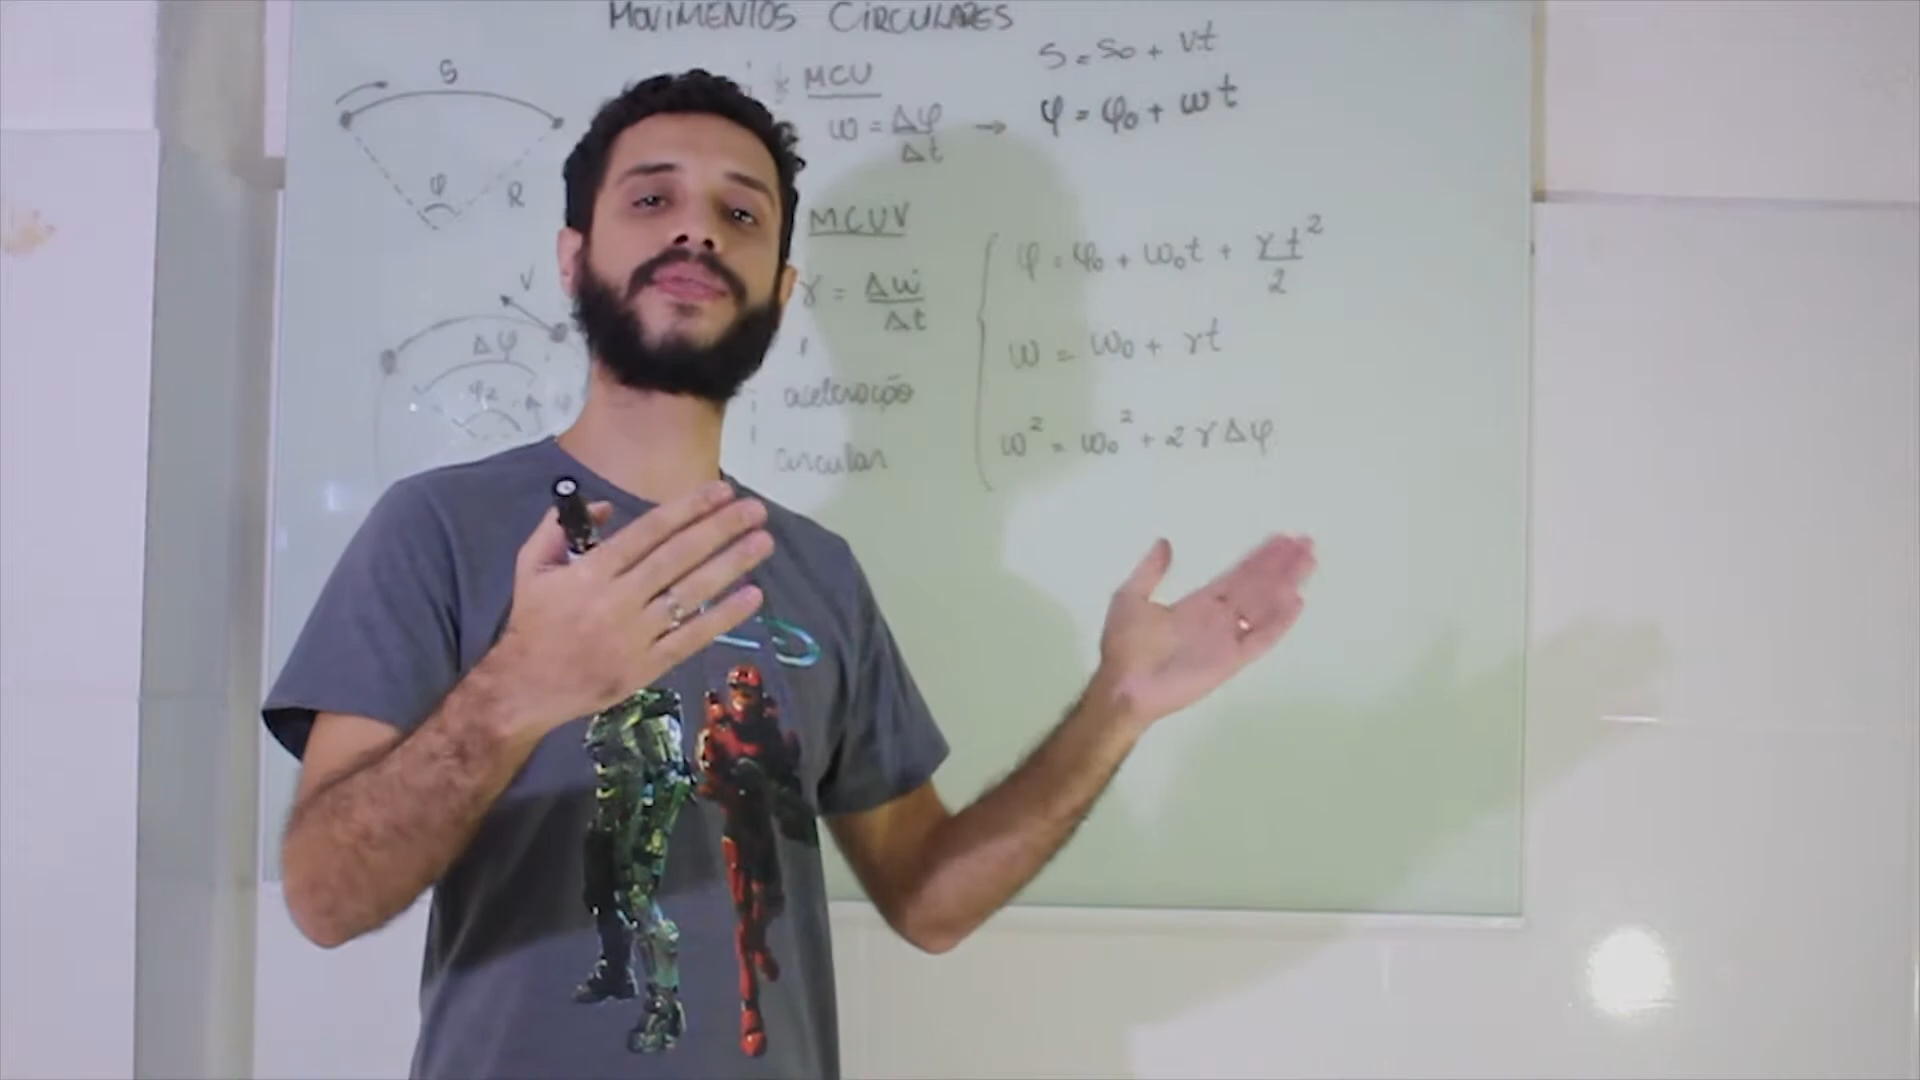 MOVIMENTOS CIRCULARES
S
φ
R
V
Δφ
φ2
MCU
ω = Δφ/Δt →
S = S0 + vt
φ = φ0 + ωt
MCUV
γ = Δω/Δt
aceleração
circular
φ = φ0 + ω0t + γt²/2
ω = ω0 + γt
ω² = ω0² + 2γΔφ